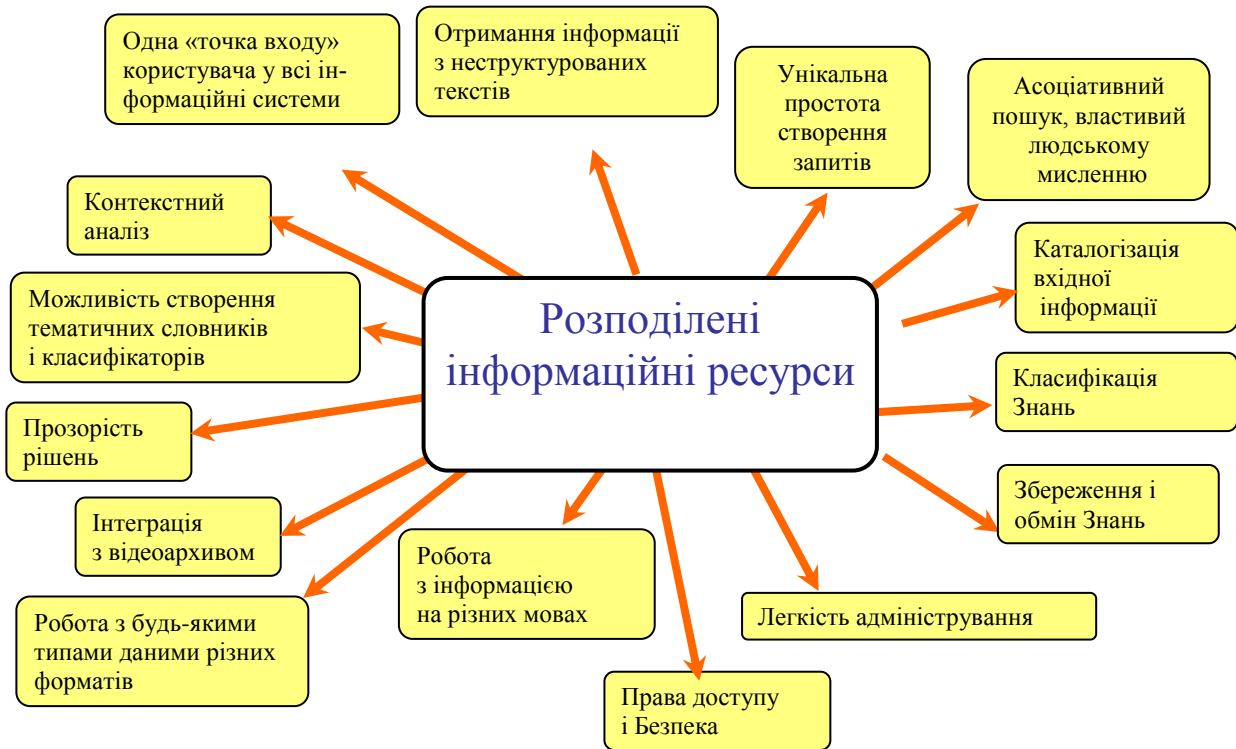 Одна «точка входу»
користувача у всі ін-
формаційні системи
Отримання інформації
з неструктурованих
текстів
Унікальна
простота
створення
запитів
Асоціативний
пошук, властивий
людському
мисленню
Контекстний
аналіз
Каталогізація
вхідної
інформації
Можливість створення
тематичних словників
і класифікаторів
Розподілені
інформаційні ресурси
Класифікація
Знань
Прозорість
рішень
Збереження і
обмін Знань
Інтеграція
з відеоархивом
Робота
з інформацією
на різних мовах
Легкість адміністрування
Робота з будь-якими
типами даними різних
форматів
Права доступу
і Безпека